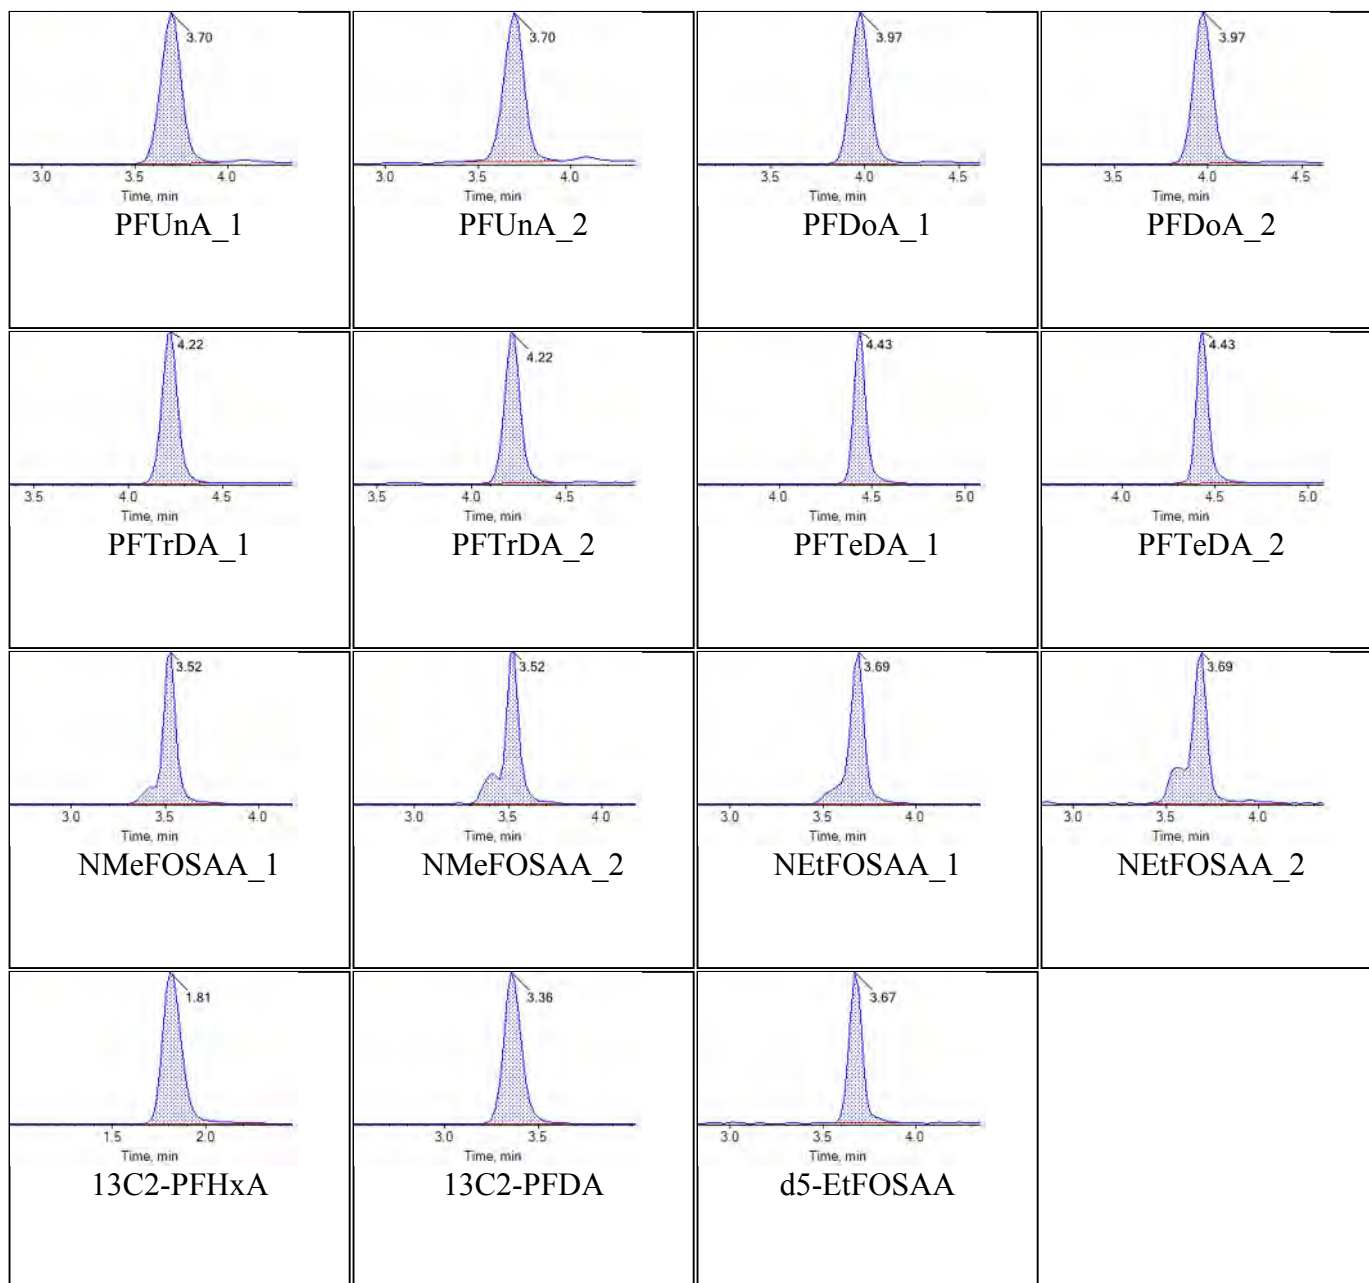 3.70
3.0 3.5 4.0
Time, min
PFUnA_1
3.70
3.0 3.5 4.0
Time, min
PFUnA_2
3.97
3.5 4.0 4.5
Time, min
PFDoA_1
3.97
3.5 4.0 4.5
Time, min
PFDoA_2
4.22
3.5 4.0 4.5
Time, min
PFTrDA_1
4.22
3.5 4.0 4.5
Time, min
PFTrDA_2
4.43
4.0 4.5 5.0
Time, min
PFTeDA_1
4.43
4.0 4.5 5.0
Time, min
PFTeDA_2
3.52
3.0 3.5 4.0
Time, min
NMeFOSAA_1
3.52
3.0 3.5 4.0
Time, min
NMeFOSAA_2
3.69
3.0 3.5 4.0
Time, min
NEtFOSAA_1
3.69
3.0 3.5 4.0
Time, min
NEtFOSAA_2
1.81
1.5 2.0
Time, min
13C2-PFHxA
3.36
3.0 3.5
Time, min
13C2-PFDA
3.67
3.0 3.5 4.0
Time, min
d5-EtFOSAA